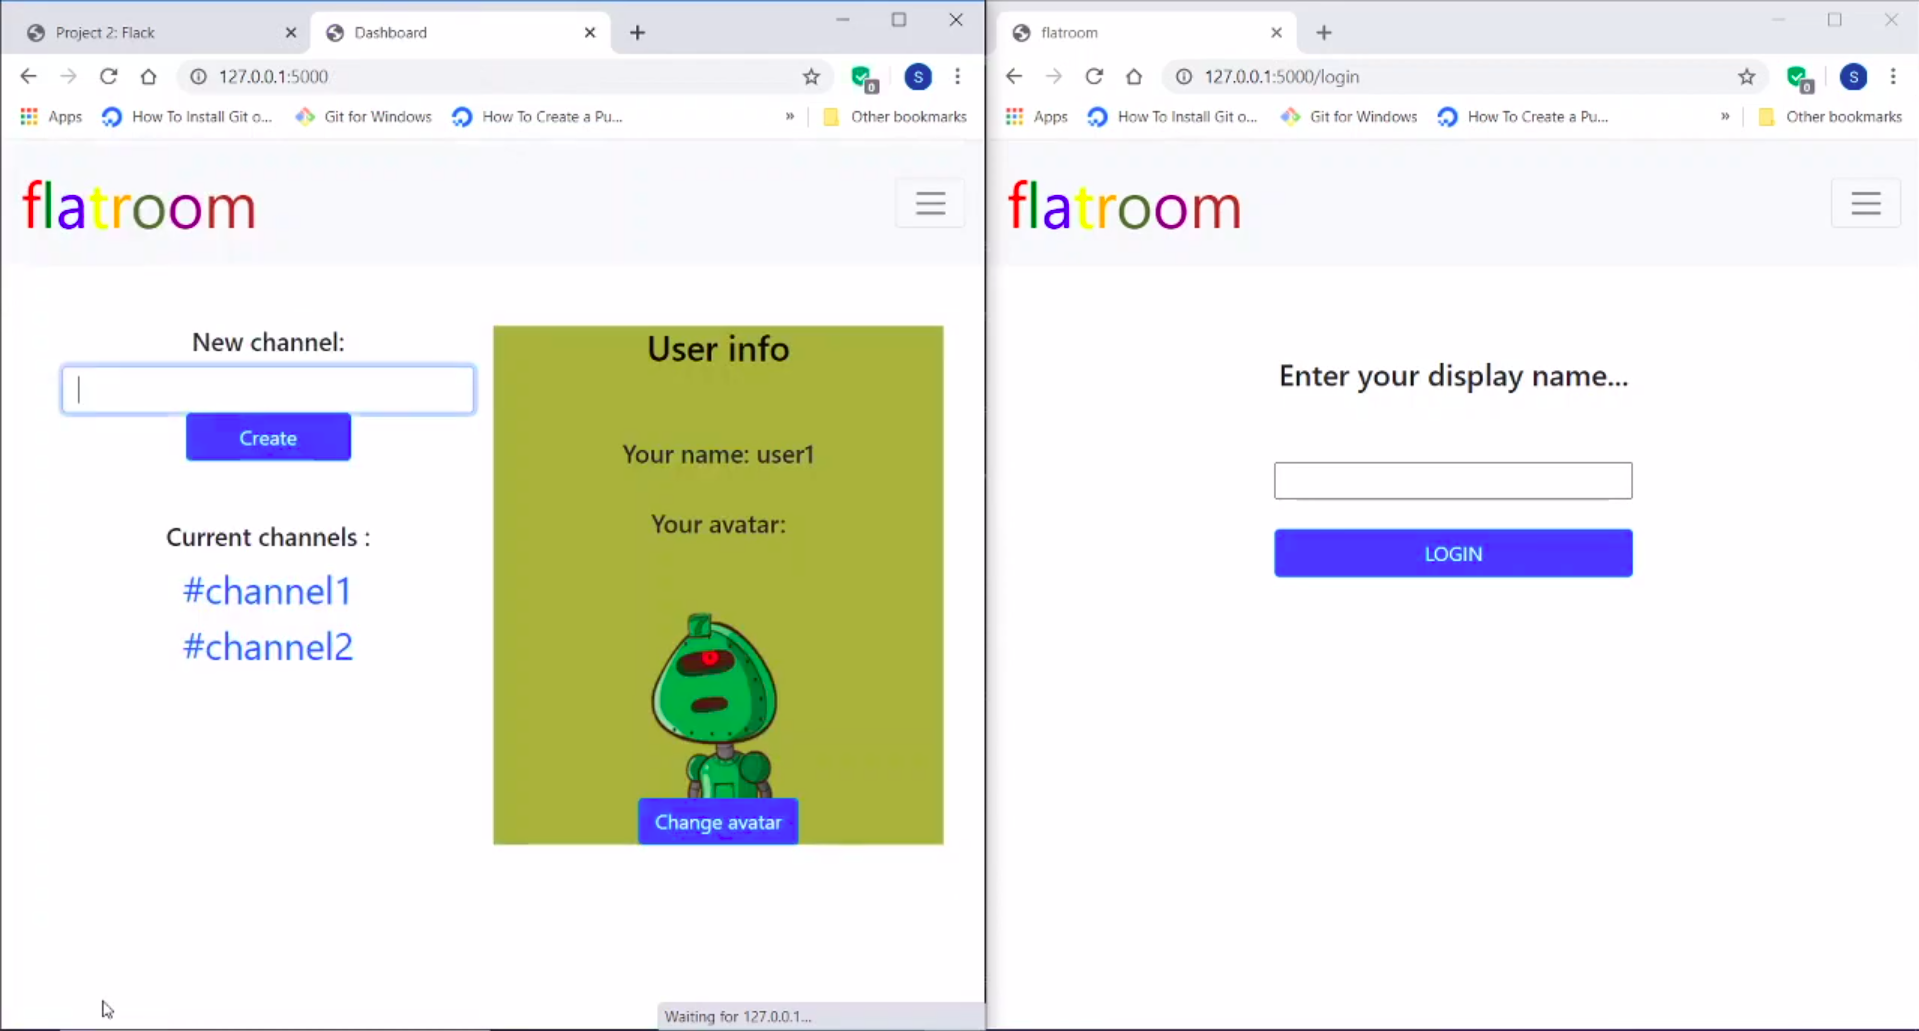 Project 2: Flack
Dashboard
127.0.0.1:5000
S
0
Apps
How To Install Git o...
Git for Windows
How To Create a Pu...
»
Other bookmarks
flatroom
New channel:
Create
Current channels :
#channel1
#channel2
User info
Your name: user1
Your avatar:
Change avatar
Waiting for 127.0.0.1...
flatroom
127.0.0.1:5000/login
S
0
Apps
How To Install Git o...
Git for Windows
How To Create a Pu...
»
Other bookmarks
flatroom
Enter your display name...
LOGIN